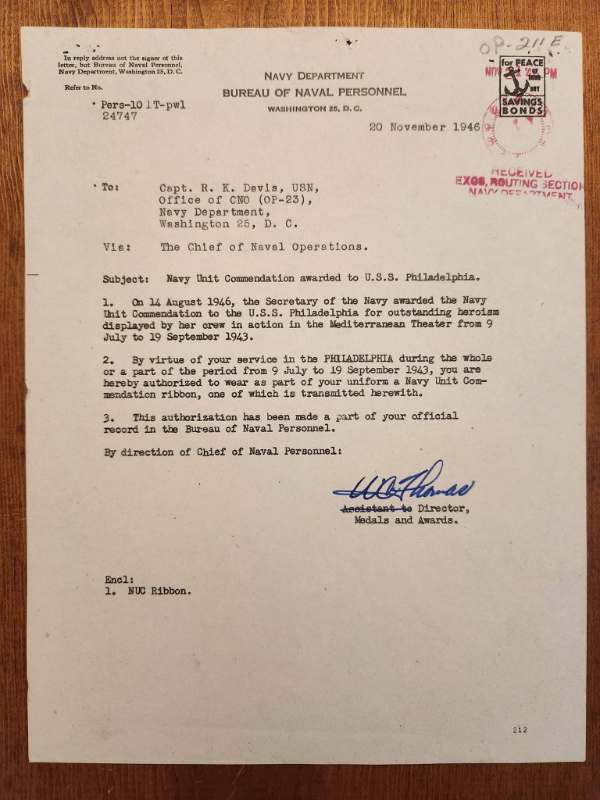 OP-211E
In reply address not the signer of this
letter, but Bureau of Naval Personnel,
Navy Department, Washington 25, D. C.
Refer to No.
Pers-10 1T-pw1
24747
NAVY DEPARTMENT
BUREAU OF NAVAL PERSONNEL
WASHINGTON 25, D. C.
20 November 1946
for PEACE
NOV PM
SAVINGS
BONDS
RECEIVED
EXOS, ROUTING SECTION
NAVY DEPARTMENT
To: Capt. R. K. Davis, USN,
Office of CNO (OP-23),
Navy Department,
Washington 25, D. C.
Via: The Chief of Naval Operations.
Subject: Navy Unit Commendation awarded to U.S.S. Philadelphia.
1. On 14 August 1946, the Secretary of the Navy awarded the Navy
Unit Commendation to the U.S.S. Philadelphia for outstanding heroism
displayed by her crew in action in the Mediterranean Theater from 9
July to 19 September 1943.
2. By virtue of your service in the PHILADELPHIA during the whole
or a part of the period from 9 July to 19 September 1943, you are
hereby authorized to wear as part of your uniform a Navy Unit Com-
mendation ribbon, one of which is transmitted herewith.
3. This authorization has been made a part of your official
record in the Bureau of Naval Personnel.
By direction of Chief of Naval Personnel:
Thomas
Assistant to Director,
Medals and Awards.
Encl:
1. NUC Ribbon.
212